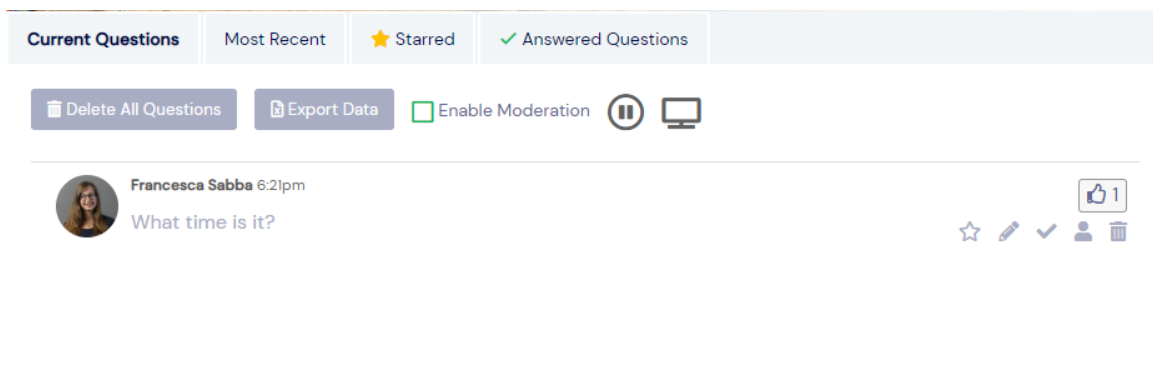 Current Questions
Most Recent
Starred
Answered Questions
Delete All Questions
Export Data
Enable Moderation
Francesca Sabba 6:21pm
1
What time is it?